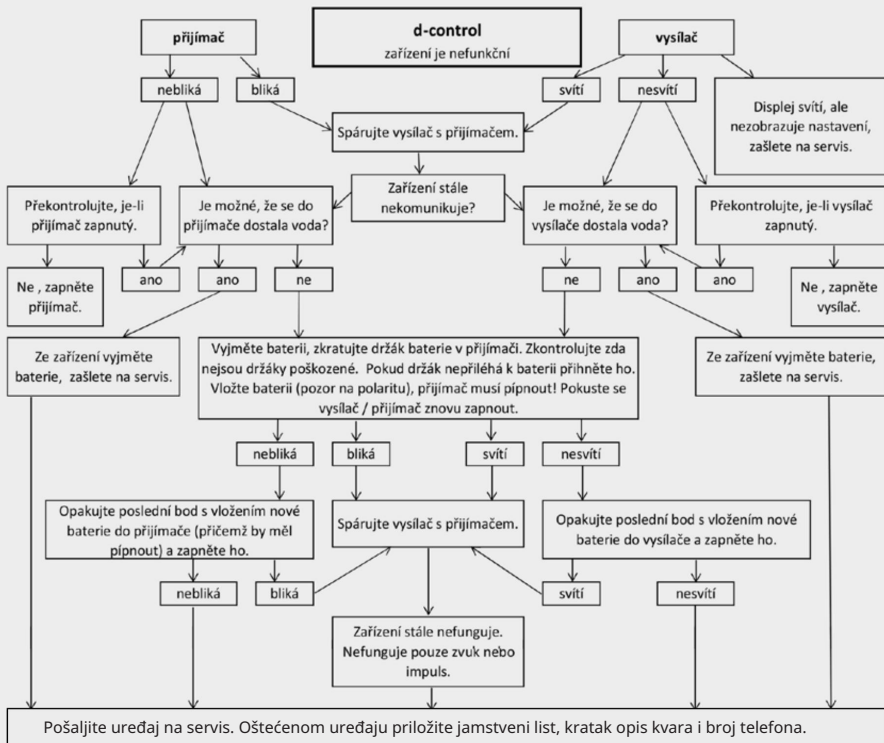 d-control
zařízení je nefunkční
přijímač
vysílač
nebliká
bliká
svítí
nesvítí
Displej svítí, ale
nezobrazuje nastavení,
zašlete na servis.
Spárujte vysílač s přijímačem.
Zařízení stále
nekomunikuje?
Překontrolujte, je-li
přijímač zapnutý.
Je možné, že se do
přijímače dostala voda?
Je možné, že se do
vysílače dostala voda?
Překontrolujte, je-li vysílač
zapnutý.
Ne , zapněte
přijímač.
ano
ano
ne
ne
ano
ano
Ne , zapněte
vysílač.
Ze zařízení vyjměte
baterie, zašlete na servis.
Vyjměte baterii, zkratujte držák baterie v přijímači. Zkontrolujte zda
nejsou držáky poškozené. Pokud držák nepřiléhá k baterii přihněte ho.
Vložte baterii (pozor na polaritu), přijímač musí pípnout! Pokuste se
vysílač / přijímač znovu zapnout.
Ze zařízení vyjměte baterie,
zašlete na servis.
nebliká
bliká
svítí
nesvítí
Opakujte poslední bod s vložením nové
baterie do přijímače (přičemž by měl
pípnout) a zapněte ho.
Spárujte vysílač s přijímačem.
Opakujte poslední bod s vložením nové
baterie do vysílače a zapněte ho.
nebliká
bliká
svítí
nesvítí
Zařízení stále nefunguje.
Nefunguje pouze zvuk nebo
impuls.
Pošaljite uređaj na servis. Oštećenom uređaju priložite jamstveni list, kratak opis kvara i broj telefona.